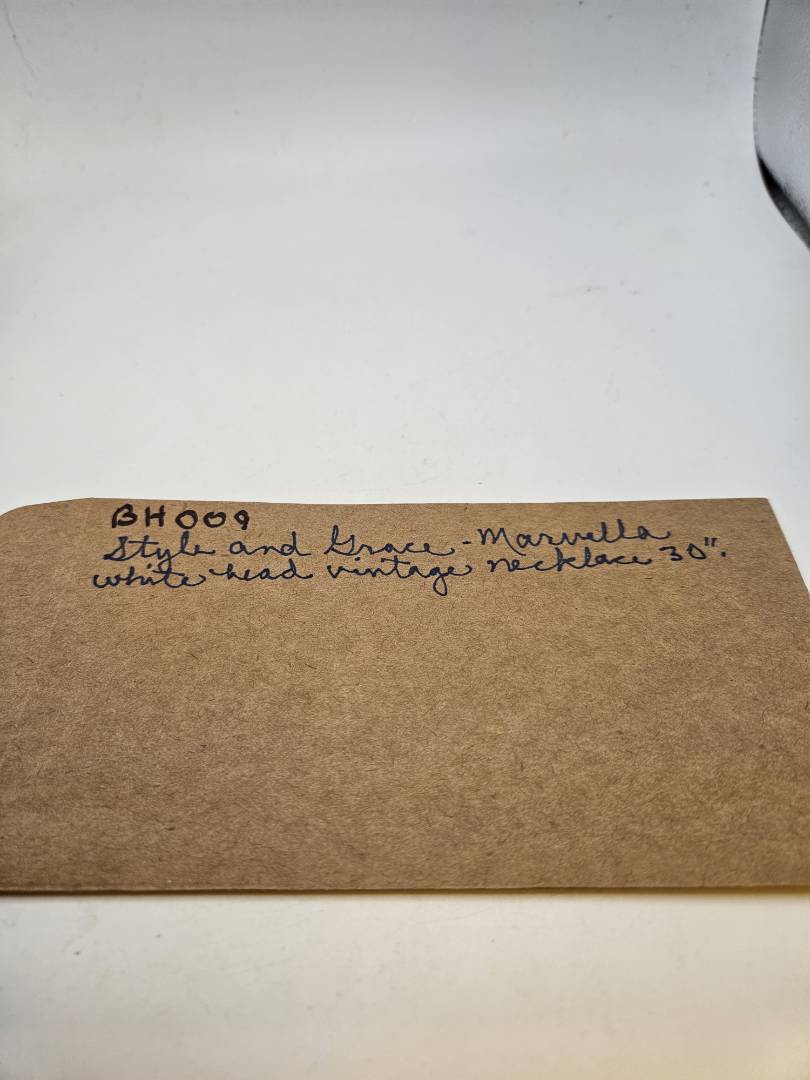 BH009
Style and Grace - Marvella
white bead vintage necklace 30".